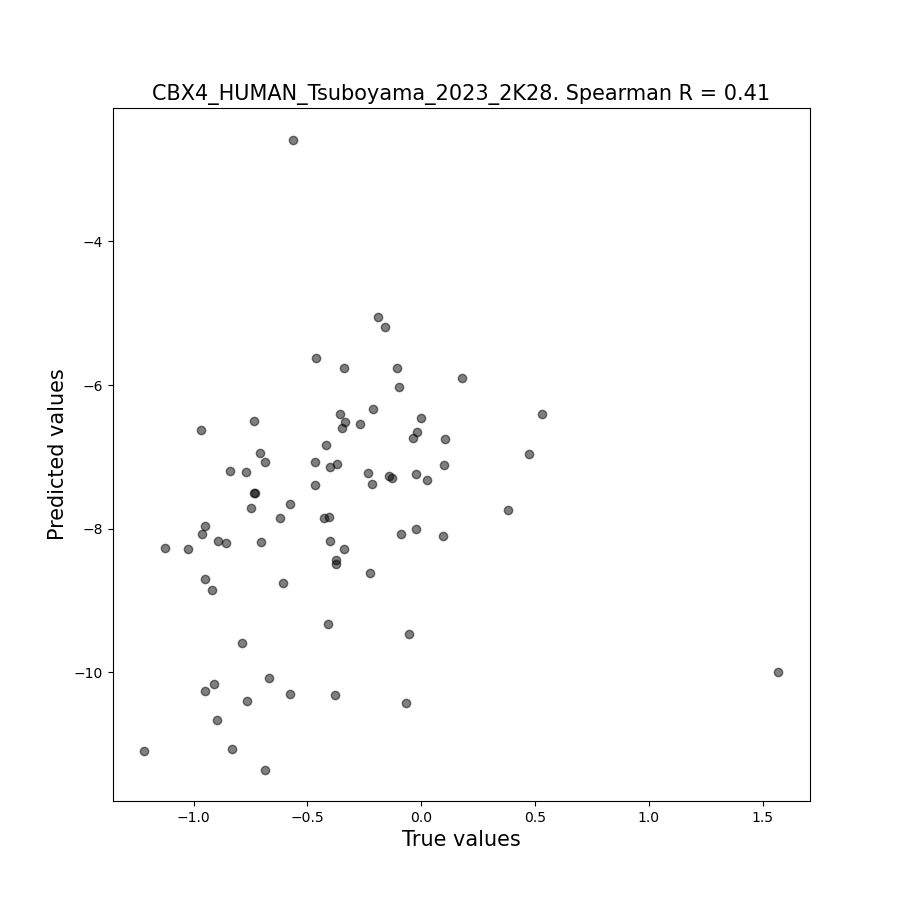 CBX4_HUMAN_Tsuboyama_2023_2K28. Spearman R = 0.41
Predicted values
−4
−6
−8
−10
−1.0 −0.5 0.0 0.5 1.0 1.5
True values